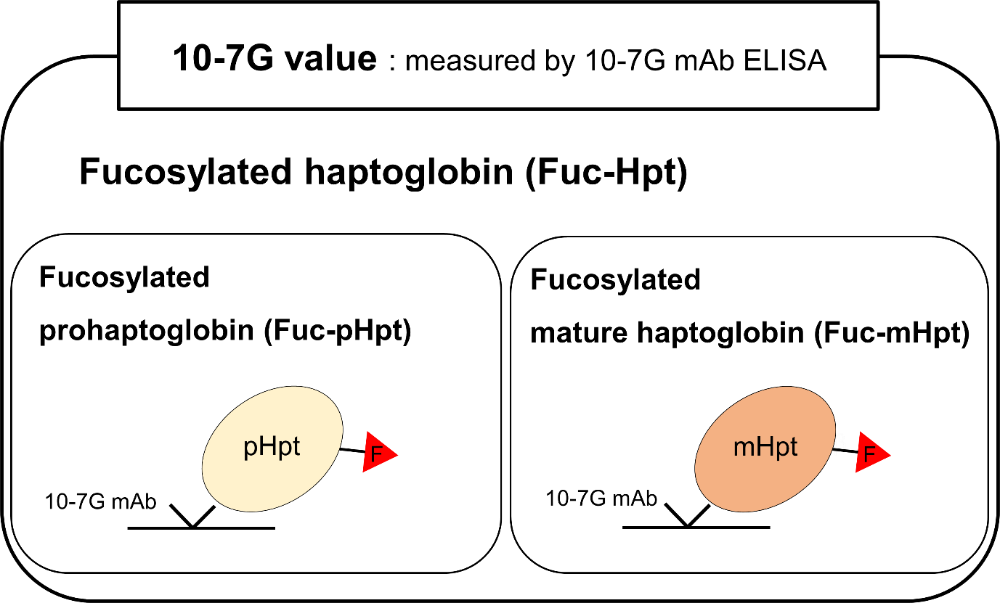 10-7G value : measured by 10-7G mAb ELISA
Fucosylated haptoglobin (Fuc-Hpt)
Fucosylated
prohaptoglobin (Fuc-pHpt)
pHpt
F
10-7G mAb
Fucosylated
mature haptoglobin (Fuc-mHpt)
mHpt
F
10-7G mAb